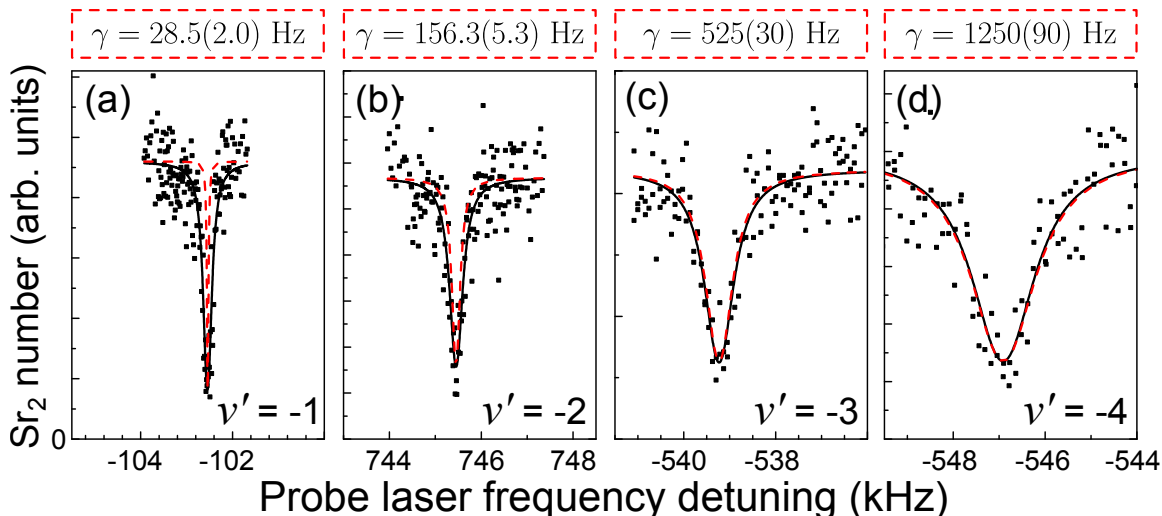 γ = 28.5(2.0) Hz
γ = 156.3(5.3) Hz
γ = 525(30) Hz
γ = 1250(90) Hz
(a)
(b)
(c)
(d)
Sr₂ number (arb. units)
0
ν′ = -1
ν′ = -2
ν′ = -3
ν′ = -4
-104 -102
744 746 748
-540 -538
-548 -546 -544
Probe laser frequency detuning (kHz)